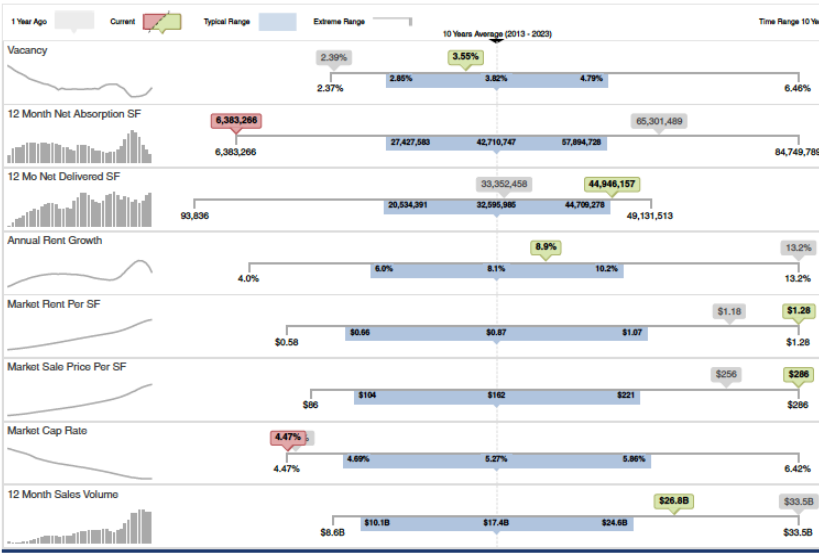 1 Year Ago Current Typical Range Extreme Range Time Range 10 Ye
10 Years Average (2013 - 2023)
Vacancy
2.39% 3.55%
2.85% 3.82% 4.79%
2.37% 6.46%
12 Month Net Absorption SF
6,383,266 65,301,489
27,427,583 42,710,747 57,894,728
6,383,266 84,749,789
12 Mo Net Delivered SF
33,352,458 44,946,157
20,534,391 32,595,985 44,709,278
93,836 49,131,513
Annual Rent Growth
8.9% 13.2%
6.0% 8.1% 10.2%
4.0% 13.2%
Market Rent Per SF
$1.18 $1.28
$0.66 $0.87 $1.07
$0.58 $1.28
Market Sale Price Per SF
$256 $286
$104 $162 $221
$86 $286
Market Cap Rate
4.47%
4.69% 5.27% 5.86%
4.47% 6.42%
12 Month Sales Volume
$26.8B $33.5B
$10.1B $17.4B $24.6B
$8.6B $33.5B